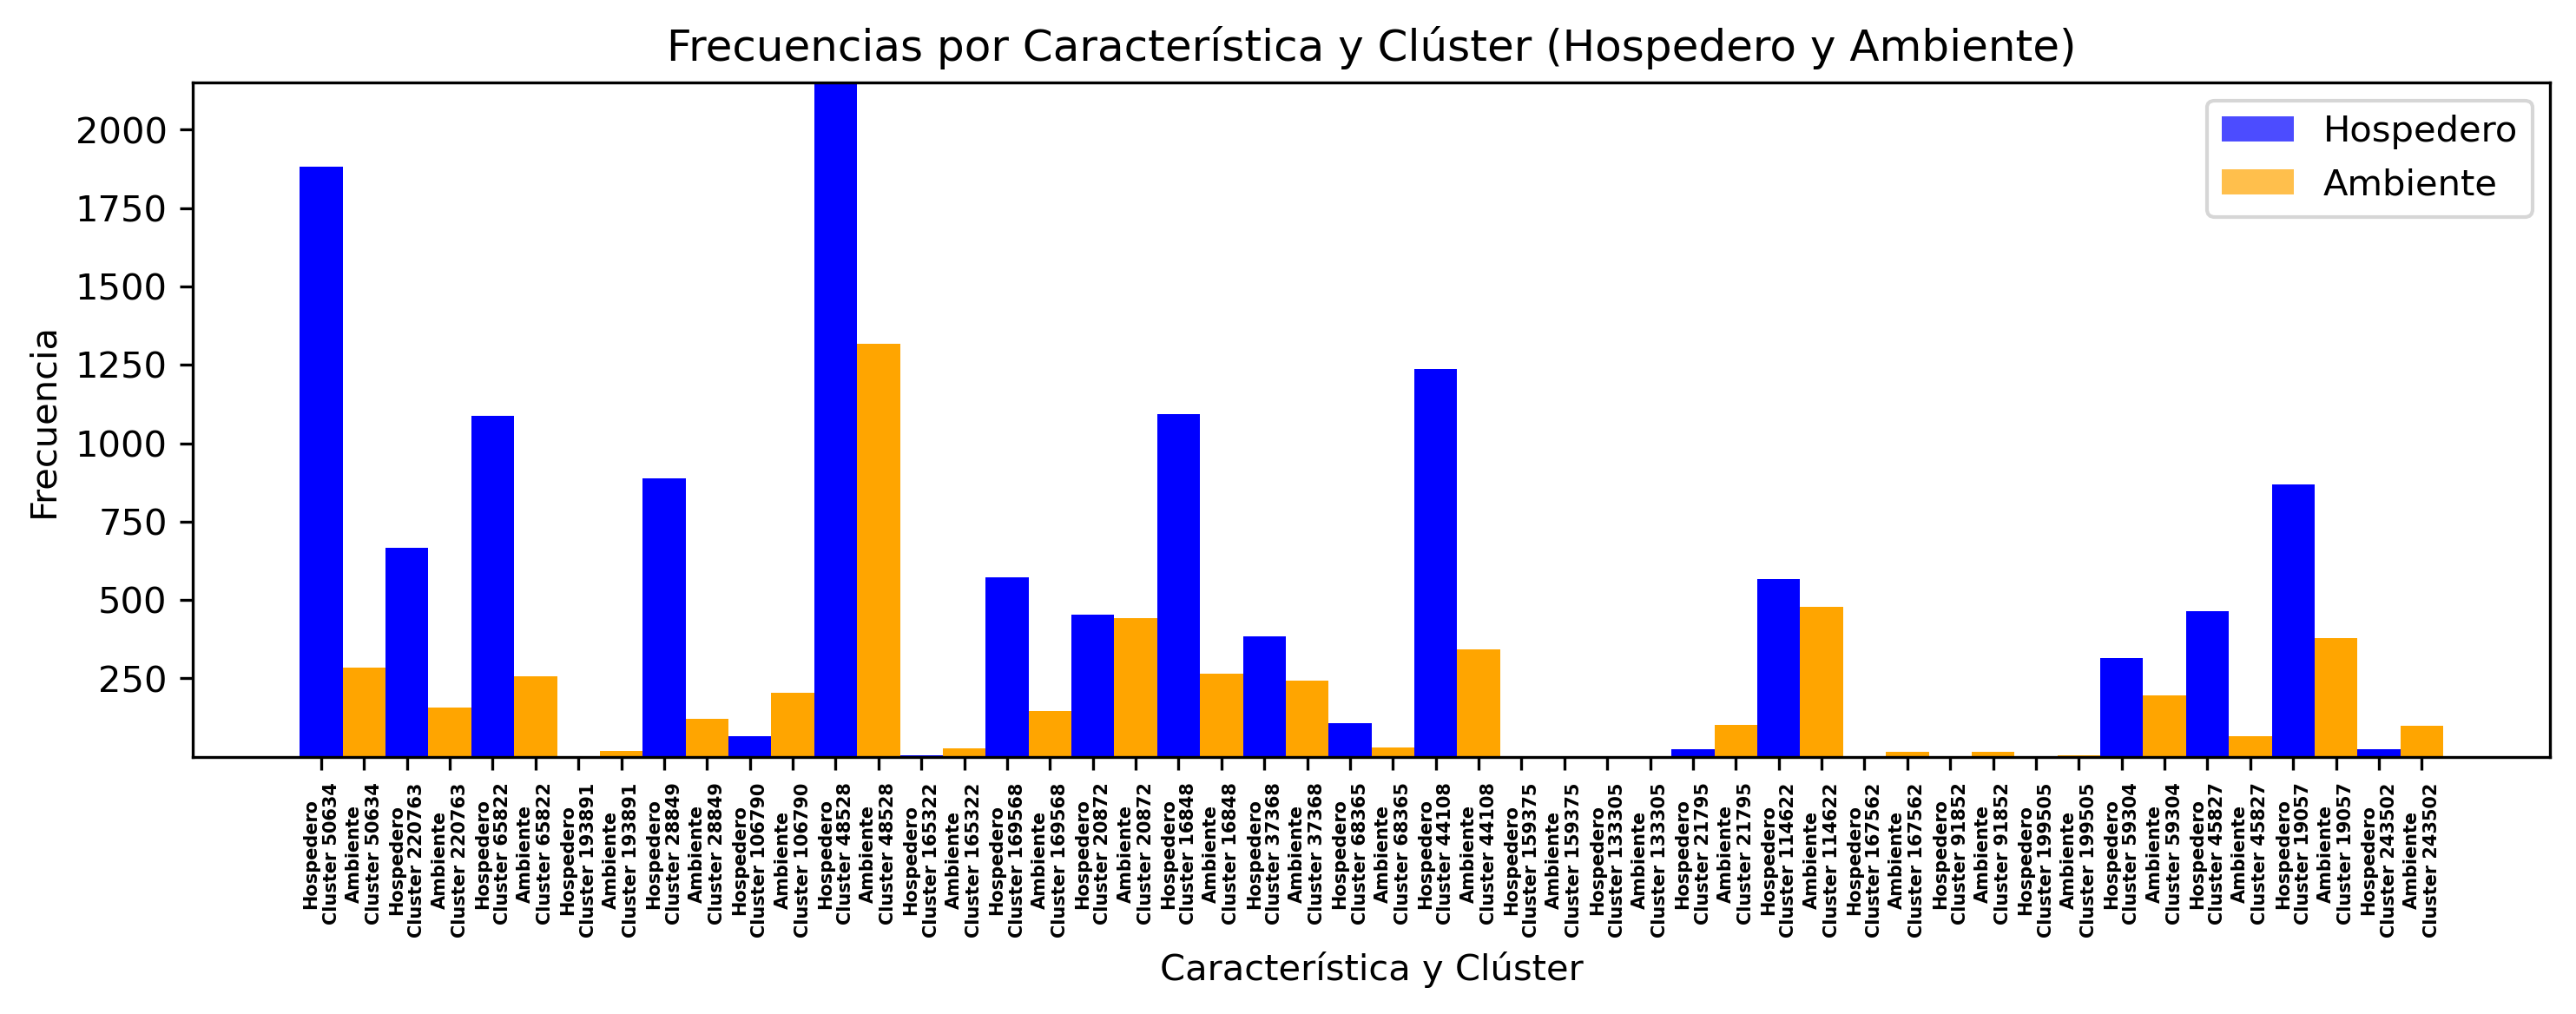 Frecuencias por Característica y Clúster (Hospedero y Ambiente)
Hospedero
Ambiente
2000
1750
1500
1250
1000
750
500
250
Frecuencia
Hospedero
Cluster 50634
Ambiente
Cluster 50634
Hospedero
Cluster 220763
Ambiente
Cluster 220763
Hospedero
Cluster 65822
Ambiente
Cluster 65822
Hospedero
Cluster 193891
Ambiente
Cluster 193891
Hospedero
Cluster 28849
Ambiente
Cluster 28849
Hospedero
Cluster 106790
Ambiente
Cluster 106790
Hospedero
Cluster 48528
Ambiente
Cluster 48528
Hospedero
Cluster 165322
Ambiente
Cluster 165322
Hospedero
Cluster 169568
Ambiente
Cluster 169568
Hospedero
Cluster 20872
Ambiente
Cluster 20872
Hospedero
Cluster 16848
Ambiente
Cluster 16848
Hospedero
Cluster 37368
Ambiente
Cluster 37368
Hospedero
Cluster 68365
Ambiente
Cluster 68365
Hospedero
Cluster 44108
Ambiente
Cluster 44108
Hospedero
Cluster 159375
Ambiente
Cluster 159375
Hospedero
Cluster 133305
Ambiente
Cluster 133305
Hospedero
Cluster 21795
Ambiente
Cluster 21795
Hospedero
Cluster 114622
Ambiente
Cluster 114622
Hospedero
Cluster 167562
Ambiente
Cluster 167562
Hospedero
Cluster 91852
Ambiente
Cluster 91852
Hospedero
Cluster 199505
Ambiente
Cluster 199505
Hospedero
Cluster 59304
Ambiente
Cluster 59304
Hospedero
Cluster 45827
Ambiente
Cluster 45827
Hospedero
Cluster 19057
Ambiente
Cluster 19057
Hospedero
Cluster 243502
Ambiente
Cluster 243502
Característica y Clúster